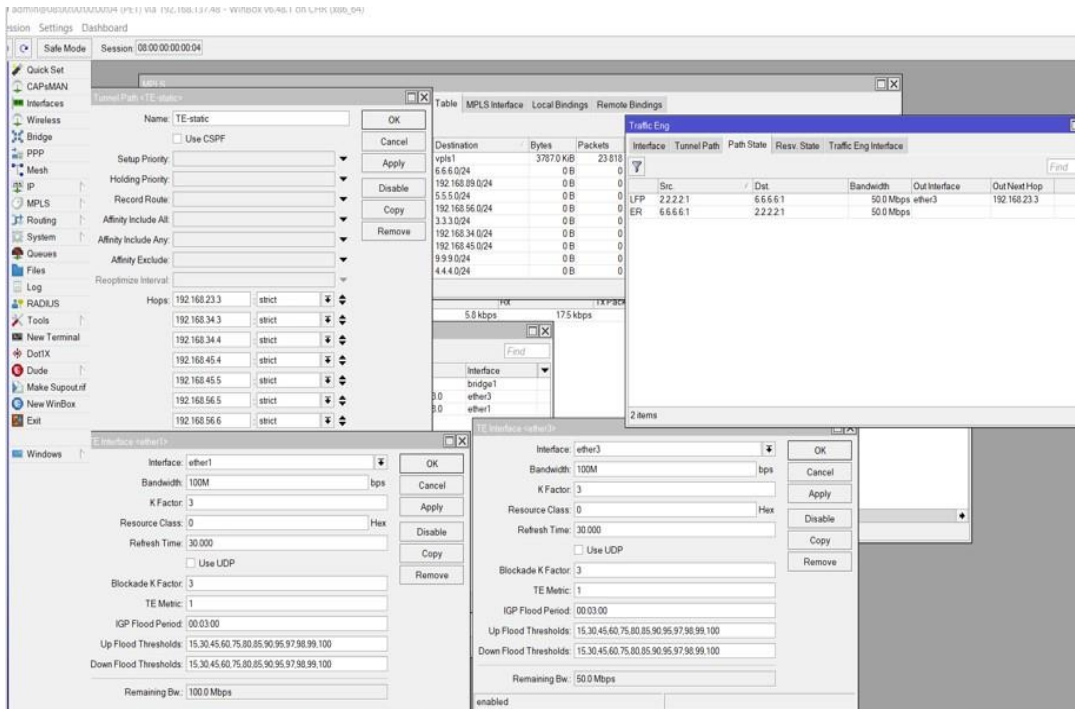 admin@08:00:00:00:00:04 (PE1) via 192.168.137.48 - WinBox v6.48.1 on CHR (x86_64)
Settings Dashboard
Safe Mode
Session: 08:00:00:00:00:04
Quick Set
CAPsMAN
Interfaces
Wireless
Bridge
PPP
Mesh
IP
MPLS
Routing
System
Queues
Files
Log
RADIUS
Tools
New Terminal
Dot1X
Dude
Make Supout.rif
New WinBox
Exit
Windows
MPLS
Tunnel Path <TE-static>
Name: TE-static
Use CSPF
Setup Priority:
Holding Priority:
Record Route:
Affinity Include All:
Affinity Include Any:
Affinity Exclude:
Reoptimize Interval:
Hops: 192.168.23.3 : strict
192.168.34.3 : strict
192.168.34.4 : strict
192.168.45.4 : strict
192.168.45.5 : strict
192.168.56.5 : strict
192.168.56.6 : strict
OK
Cancel
Apply
Disable
Copy
Remove
Table MPLS Interface Local Bindings Remote Bindings
Destination Bytes Packets
vpls1 3787.0 KiB 23 818
6.6.6.0/24 0 B 0
192.168.89.0/24 0 B 0
5.5.5.0/24 0 B 0
192.168.56.0/24 0 B 0
3.3.3.0/24 0 B 0
192.168.34.0/24 0 B 0
192.168.45.0/24 0 B 0
9.9.9.0/24 0 B 0
4.4.4.0/24 0 B 0
5.8 kbps 17.5 kbps
Find
Interface
bridge1
ether3
ether1
Traffic Eng
Interface Tunnel Path Path State Resv. State Traffic Eng Interface
Find
Src. Dst. Bandwidth Out Interface Out Next Hop
LFP 2.2.2.2:1 6.6.6.6:1 50.0 Mbps ether3 192.168.23.3
ER 6.6.6.6:1 2.2.2.2:1 50.0 Mbps
2 items
TE Interface <ether1>
Interface: ether1
Bandwidth: 100M bps
K Factor: 3
Resource Class: 0 Hex
Refresh Time: 30.000
Use UDP
Blockade K Factor: 3
TE Metric: 1
IGP Flood Period: 00:03:00
Up Flood Thresholds: 15,30,45,60,75,80,85,90,95,97,98,99,100
Down Flood Thresholds: 15,30,45,60,75,80,85,90,95,97,98,99,100
Remaining Bw.: 100.0 Mbps
OK
Cancel
Apply
Disable
Copy
Remove
TE Interface <ether3>
Interface: ether3
Bandwidth: 100M bps
K Factor: 3
Resource Class: 0 Hex
Refresh Time: 30.000
Use UDP
Blockade K Factor: 3
TE Metric: 1
IGP Flood Period: 00:03:00
Up Flood Thresholds: 15,30,45,60,75,80,85,90,95,97,98,99,100
Down Flood Thresholds: 15,30,45,60,75,80,85,90,95,97,98,99,100
Remaining Bw.: 50.0 Mbps
enabled
OK
Cancel
Apply
Disable
Copy
Remove